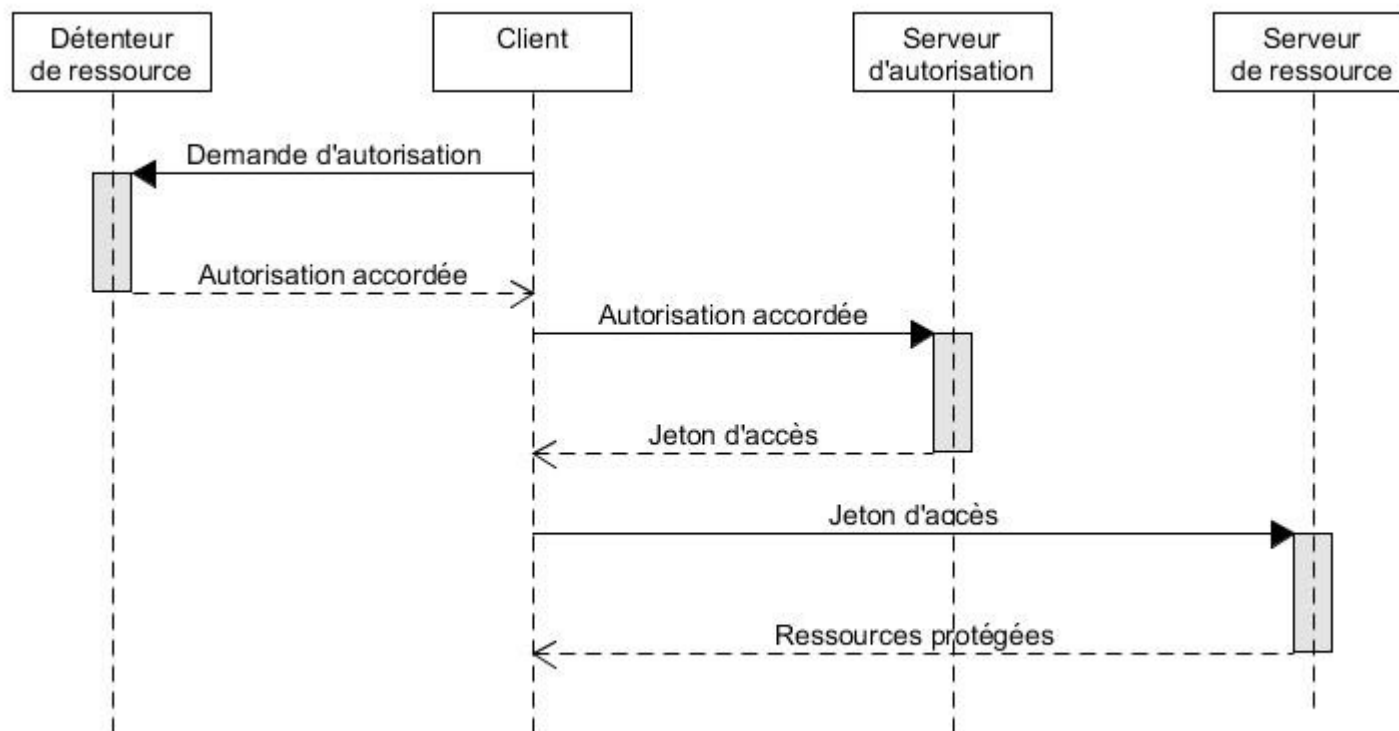 Détenteur
de ressource
Client
Serveur
d'autorisation
Serveur
de ressource
Demande d'autorisation
Autorisation accordée
Autorisation accordée
Jeton d'accès
Jeton d'accès
Ressources protégées